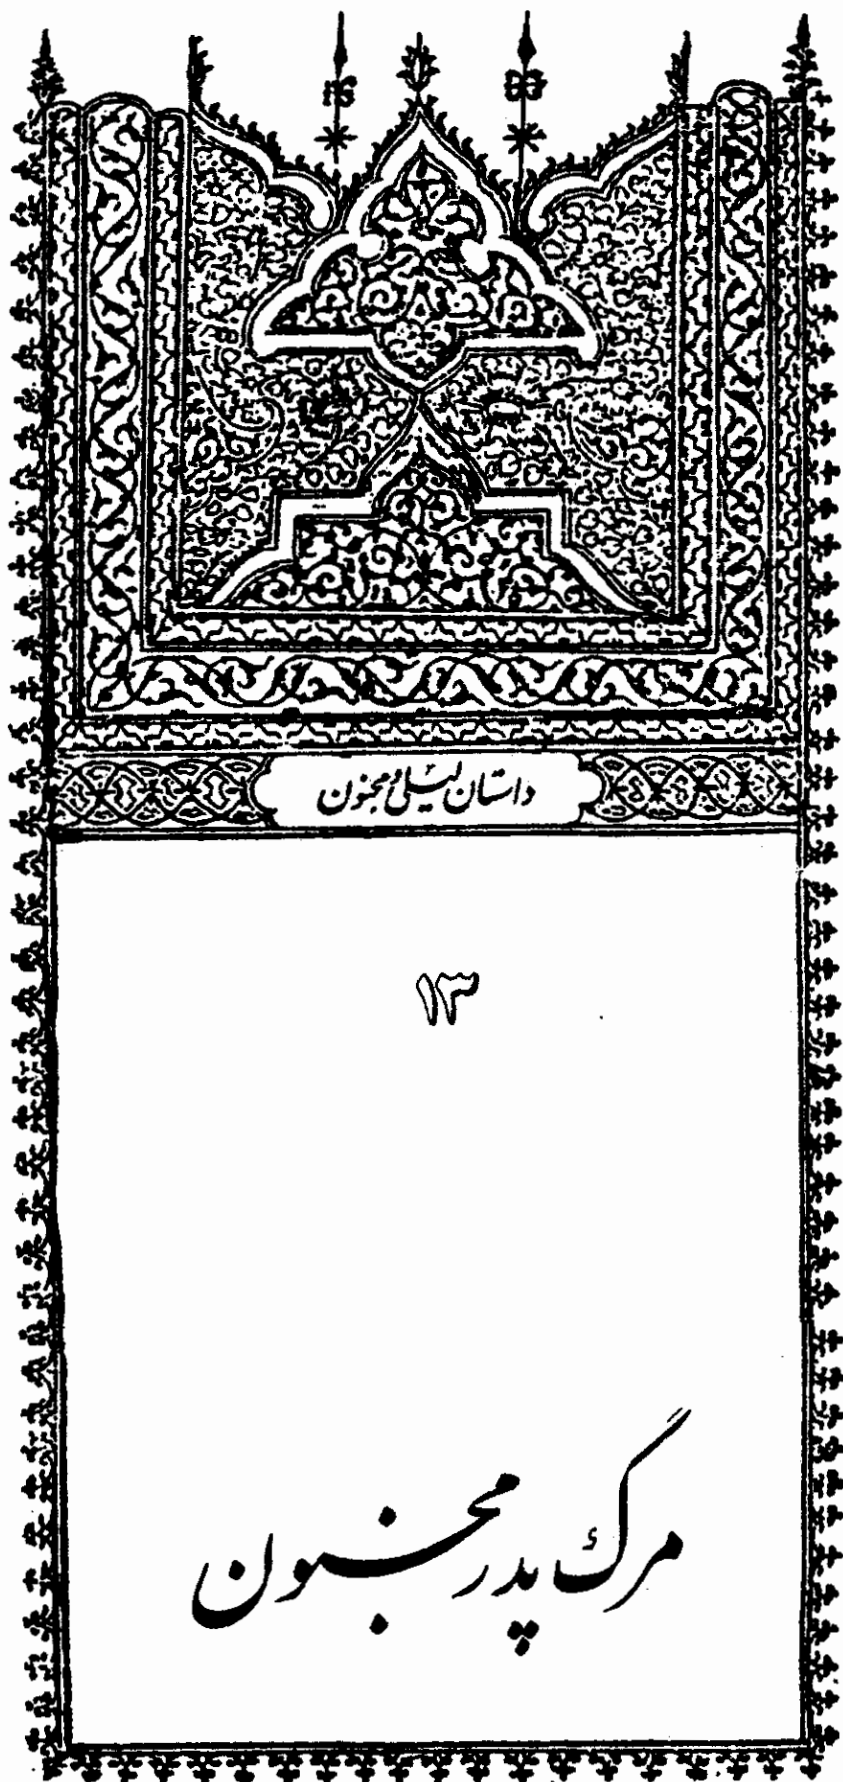 داستان لیلی و مجنون
۱۳
مرگ پدر مجنون